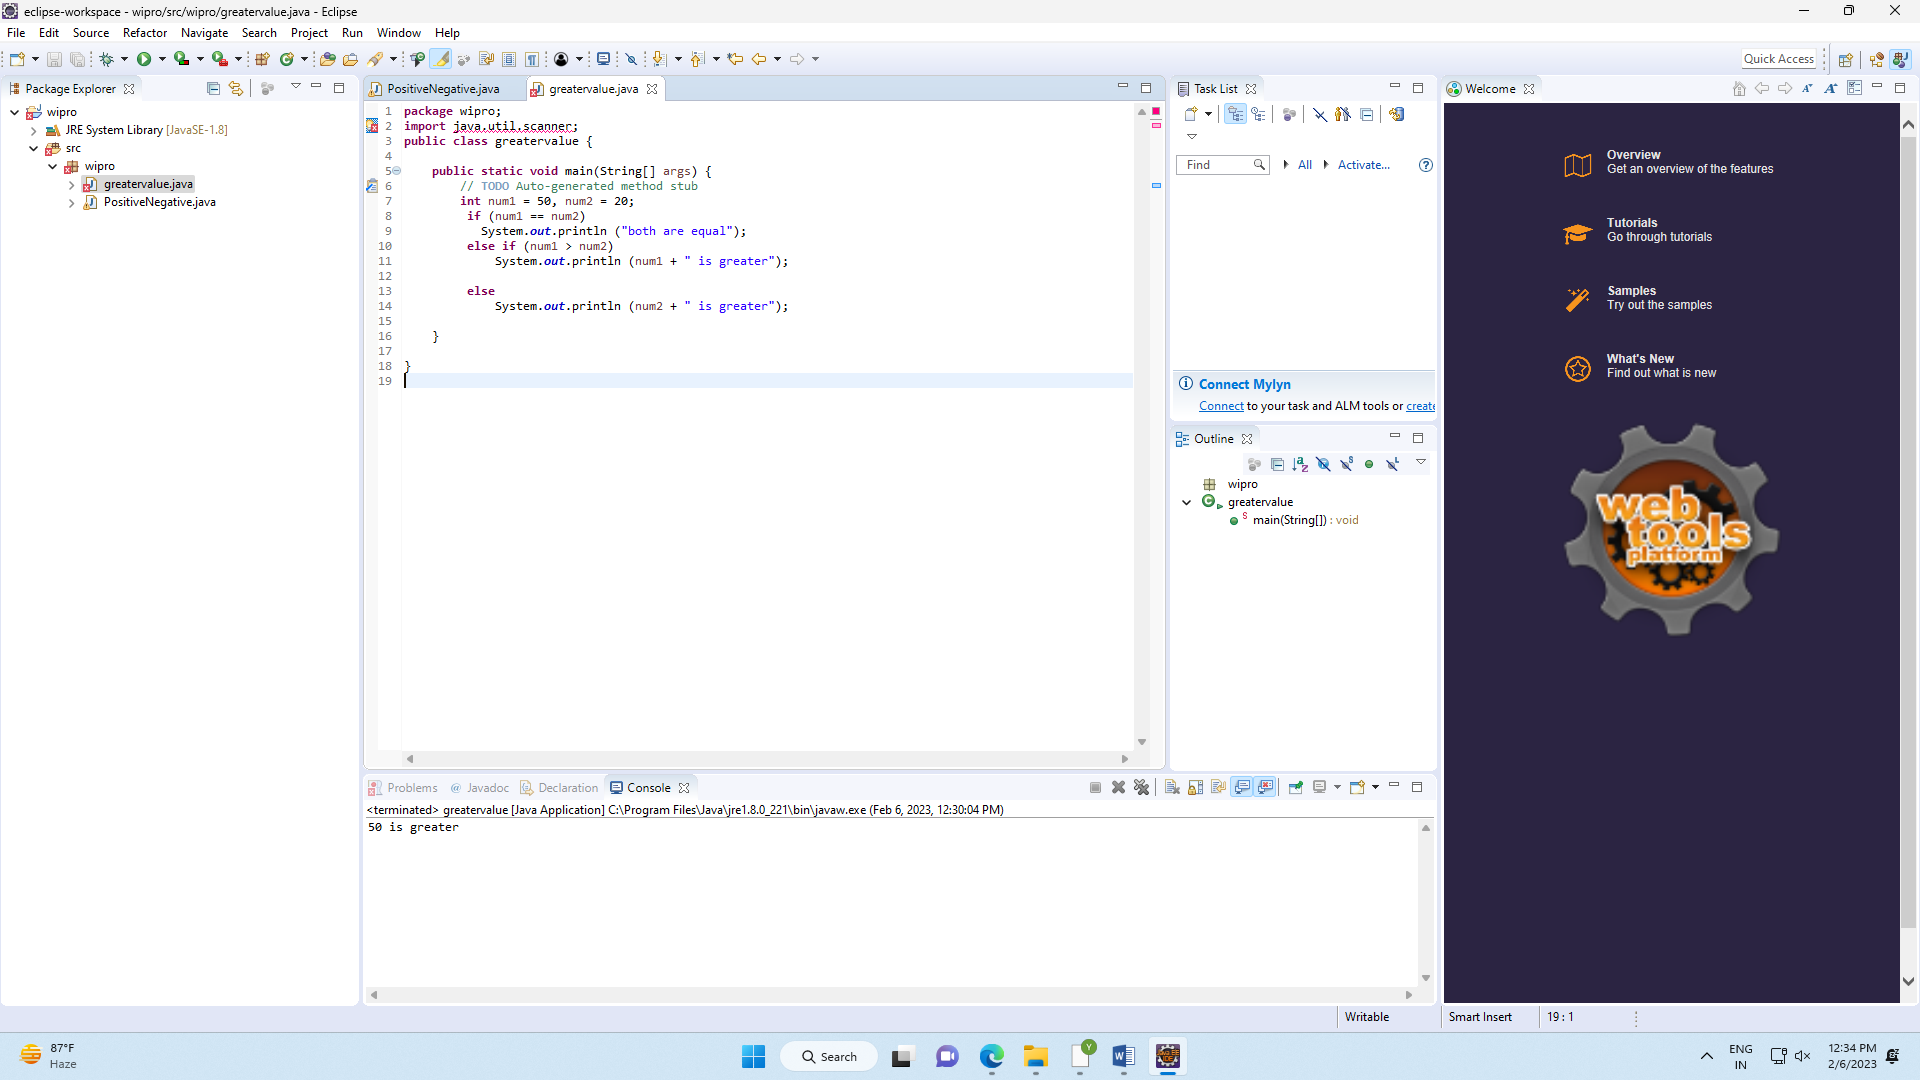 eclipse-workspace - wipro/src/wipro/greatervalue.java - Eclipse
File Edit Source Refactor Navigate Search Project Run Window Help
Quick Access
Package Explorer
wipro
JRE System Library [JavaSE-1.8]
src
wipro
greatervalue.java
PositiveNegative.java
PositiveNegative.java
greatervalue.java
1 package wipro;
2 import java.util.scanner;
3 public class greatervalue {
4
5 public static void main(String[] args) {
6 // TODO Auto-generated method stub
7 int num1 = 50, num2 = 20;
8 if (num1 == num2)
9 System.out.println ("both are equal");
10 else if (num1 > num2)
11 System.out.println (num1 + " is greater");
12
13 else
14 System.out.println (num2 + " is greater");
15
16 }
17
18 }
19
Task List
Find All Activate...
Connect Mylyn
Connect to your task and ALM tools or create
Outline
wipro
greatervalue
main(String[]) : void
Welcome
Overview
Get an overview of the features
Tutorials
Go through tutorials
Samples
Try out the samples
What's New
Find out what is new
web
tools
platform
Problems Javadoc Declaration Console
<terminated> greatervalue [Java Application] C:\Program Files\Java\jre1.8.0_221\bin\javaw.exe (Feb 6, 2023, 12:30:04 PM)
50 is greater
Writable Smart Insert 19 : 1
87°F
Haze
Search
ENG
IN
12:34 PM
2/6/2023